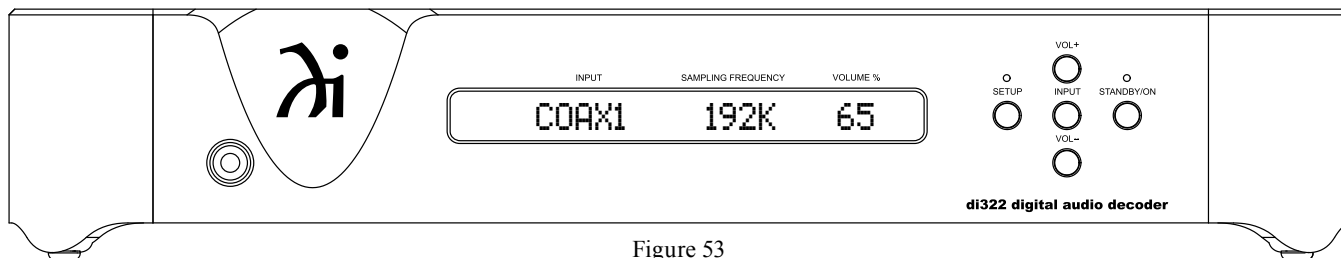 INPUT SAMPLING FREQUENCY VOLUME %
COAX1 192K 65
VOL+
SETUP INPUT STANDBY/ON
VOL-
di
di322 digital audio decoder
Figure 53